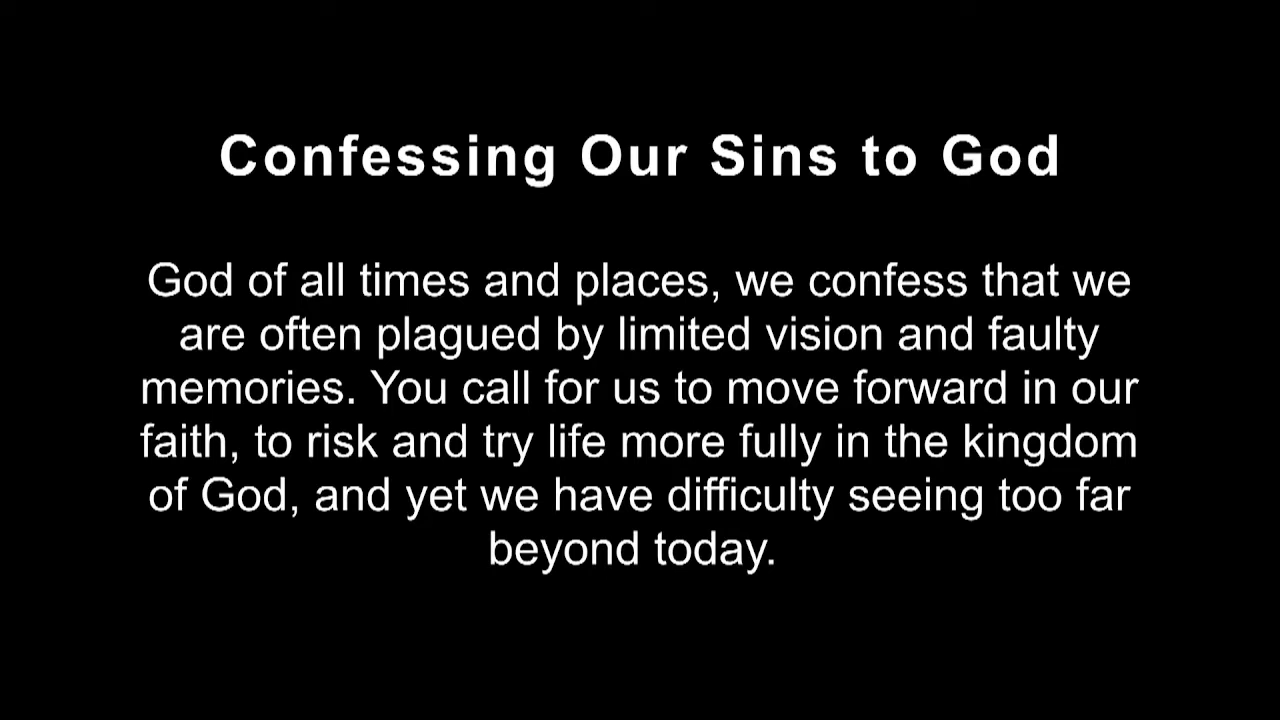 Confessing Our Sins to God
God of all times and places, we confess that we
are often plagued by limited vision and faulty
memories. You call for us to move forward in our
faith, to risk and try life more fully in the kingdom
of God, and yet we have difficulty seeing too far
beyond today.